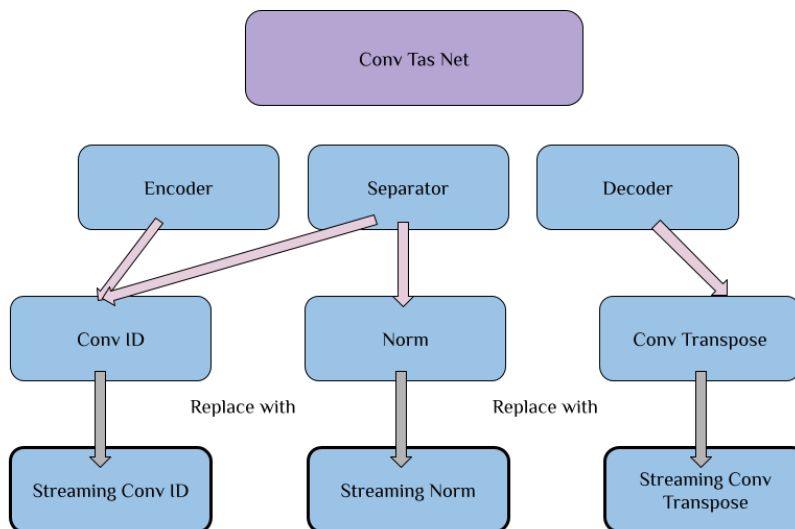 Conv Tas Net
Encoder
Separator
Decoder
Conv ID
Norm
Conv Transpose
Replace with
Replace with
Streaming Conv ID
Streaming Norm
Streaming Conv
Transpose